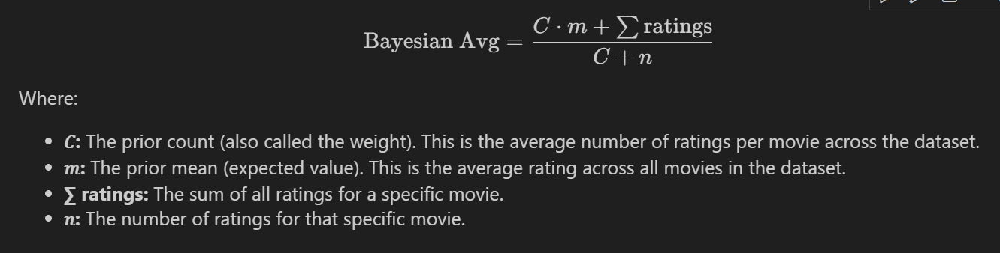 Bayesian Avg = \frac{C \cdot m + \sum \text{ratings}}{C + n}
Where:
• C: The prior count (also called the weight). This is the average number of ratings per movie across the dataset.
• m: The prior mean (expected value). This is the average rating across all movies in the dataset.
• ∑ ratings: The sum of all ratings for a specific movie.
• n: The number of ratings for that specific movie.